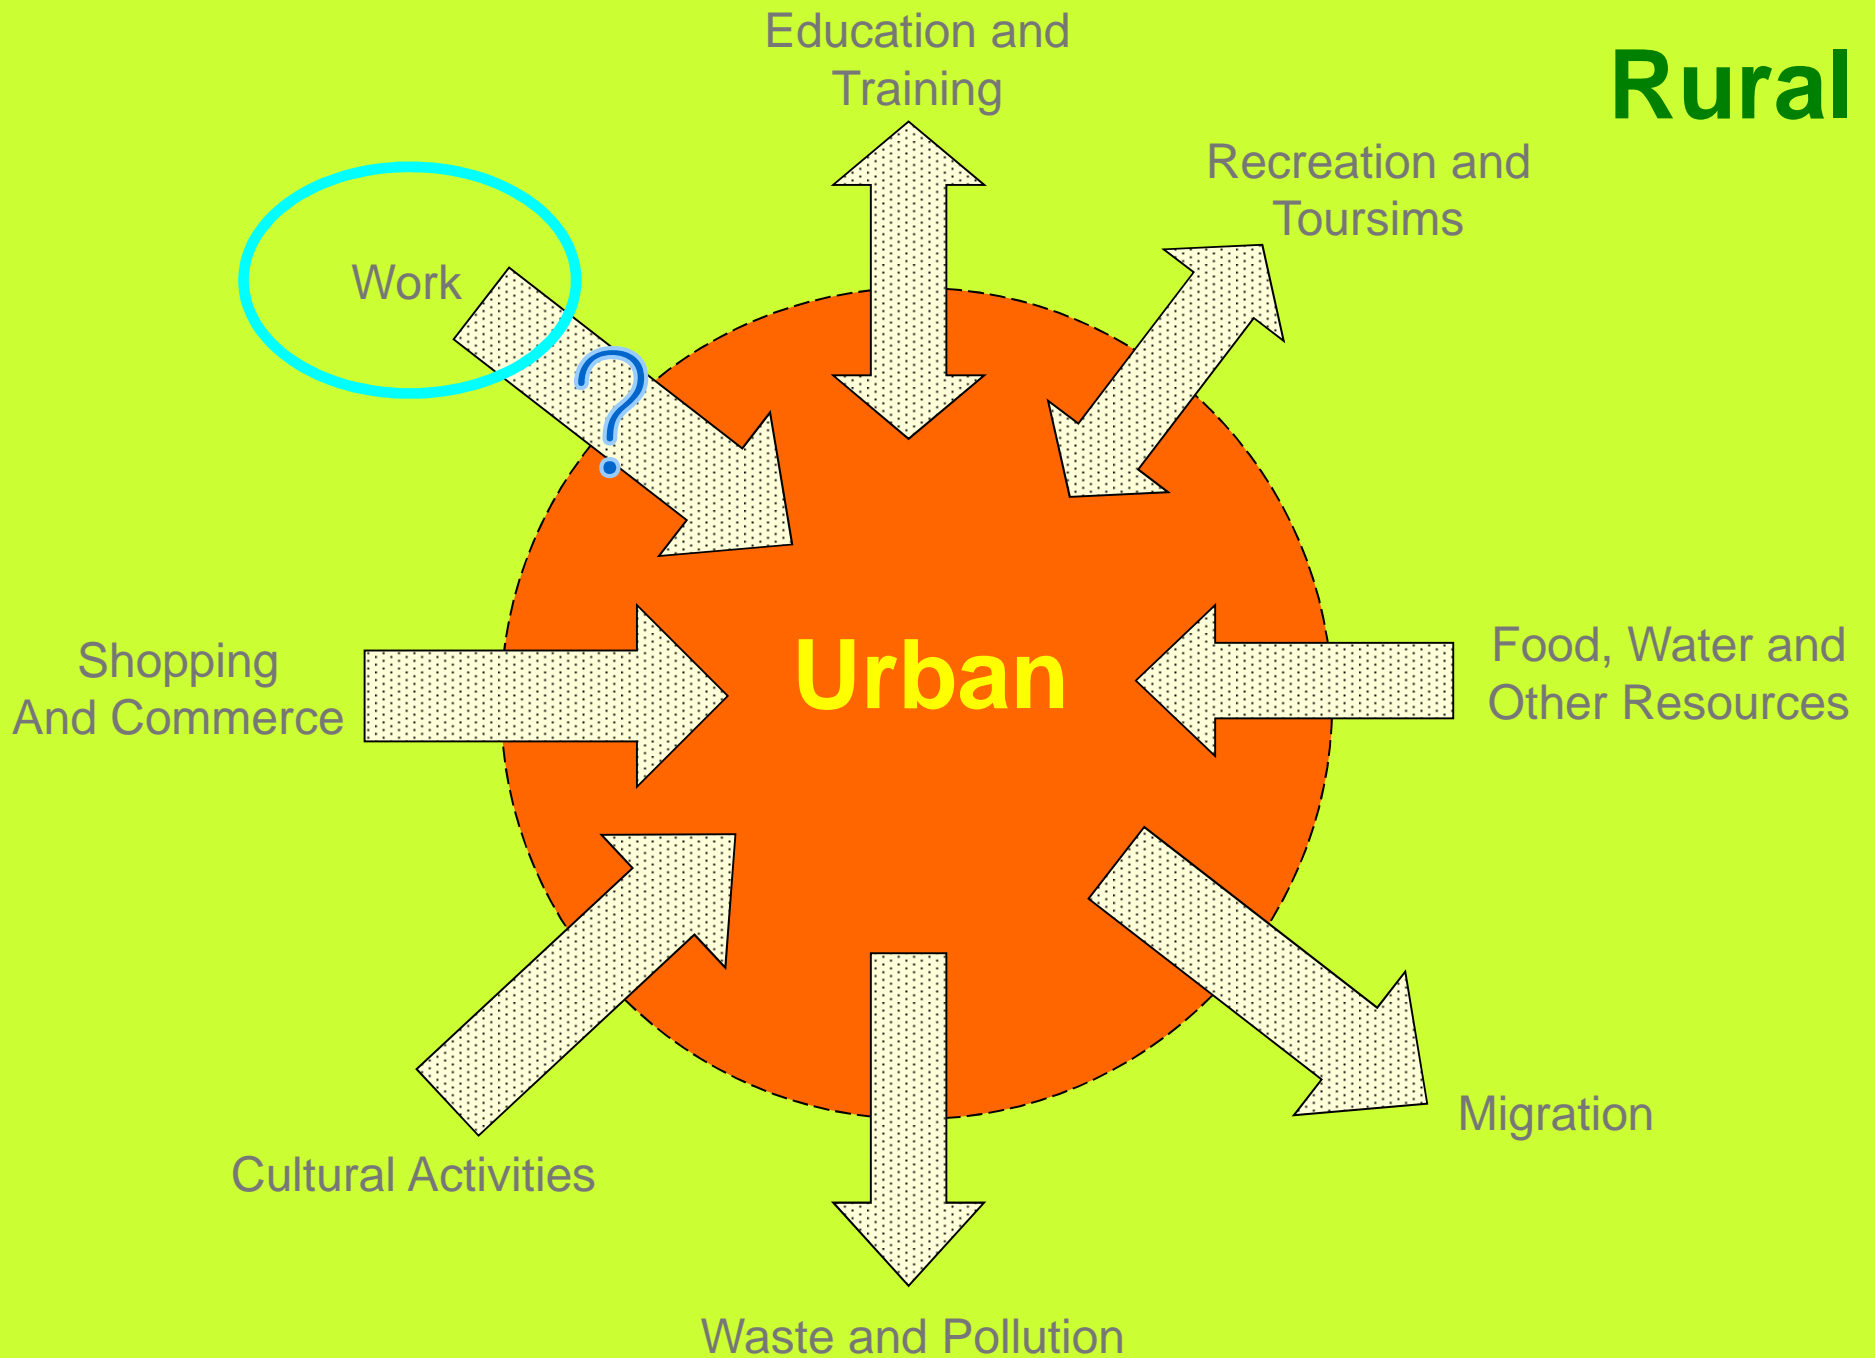 Education and
Training
Rural
Recreation and
Toursims
Work
?
Shopping
And Commerce
Urban
Food, Water and
Other Resources
Migration
Cultural Activities
Waste and Pollution